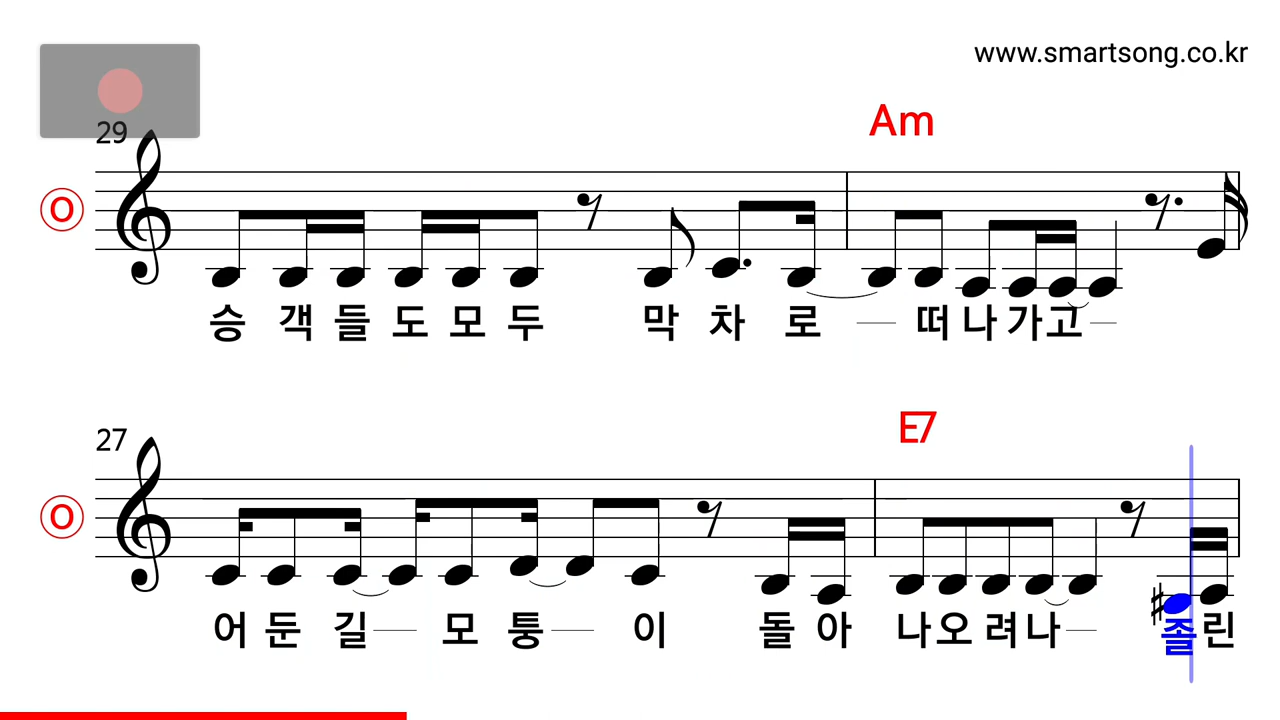 www.smartsong.co.kr
Am
29
O
승 객 들 도 모 두 막 차 로 떠 나 가 고
E7
27
O
어 둔 길 모 퉁 이 돌 아 나 오 려 나 졸 린